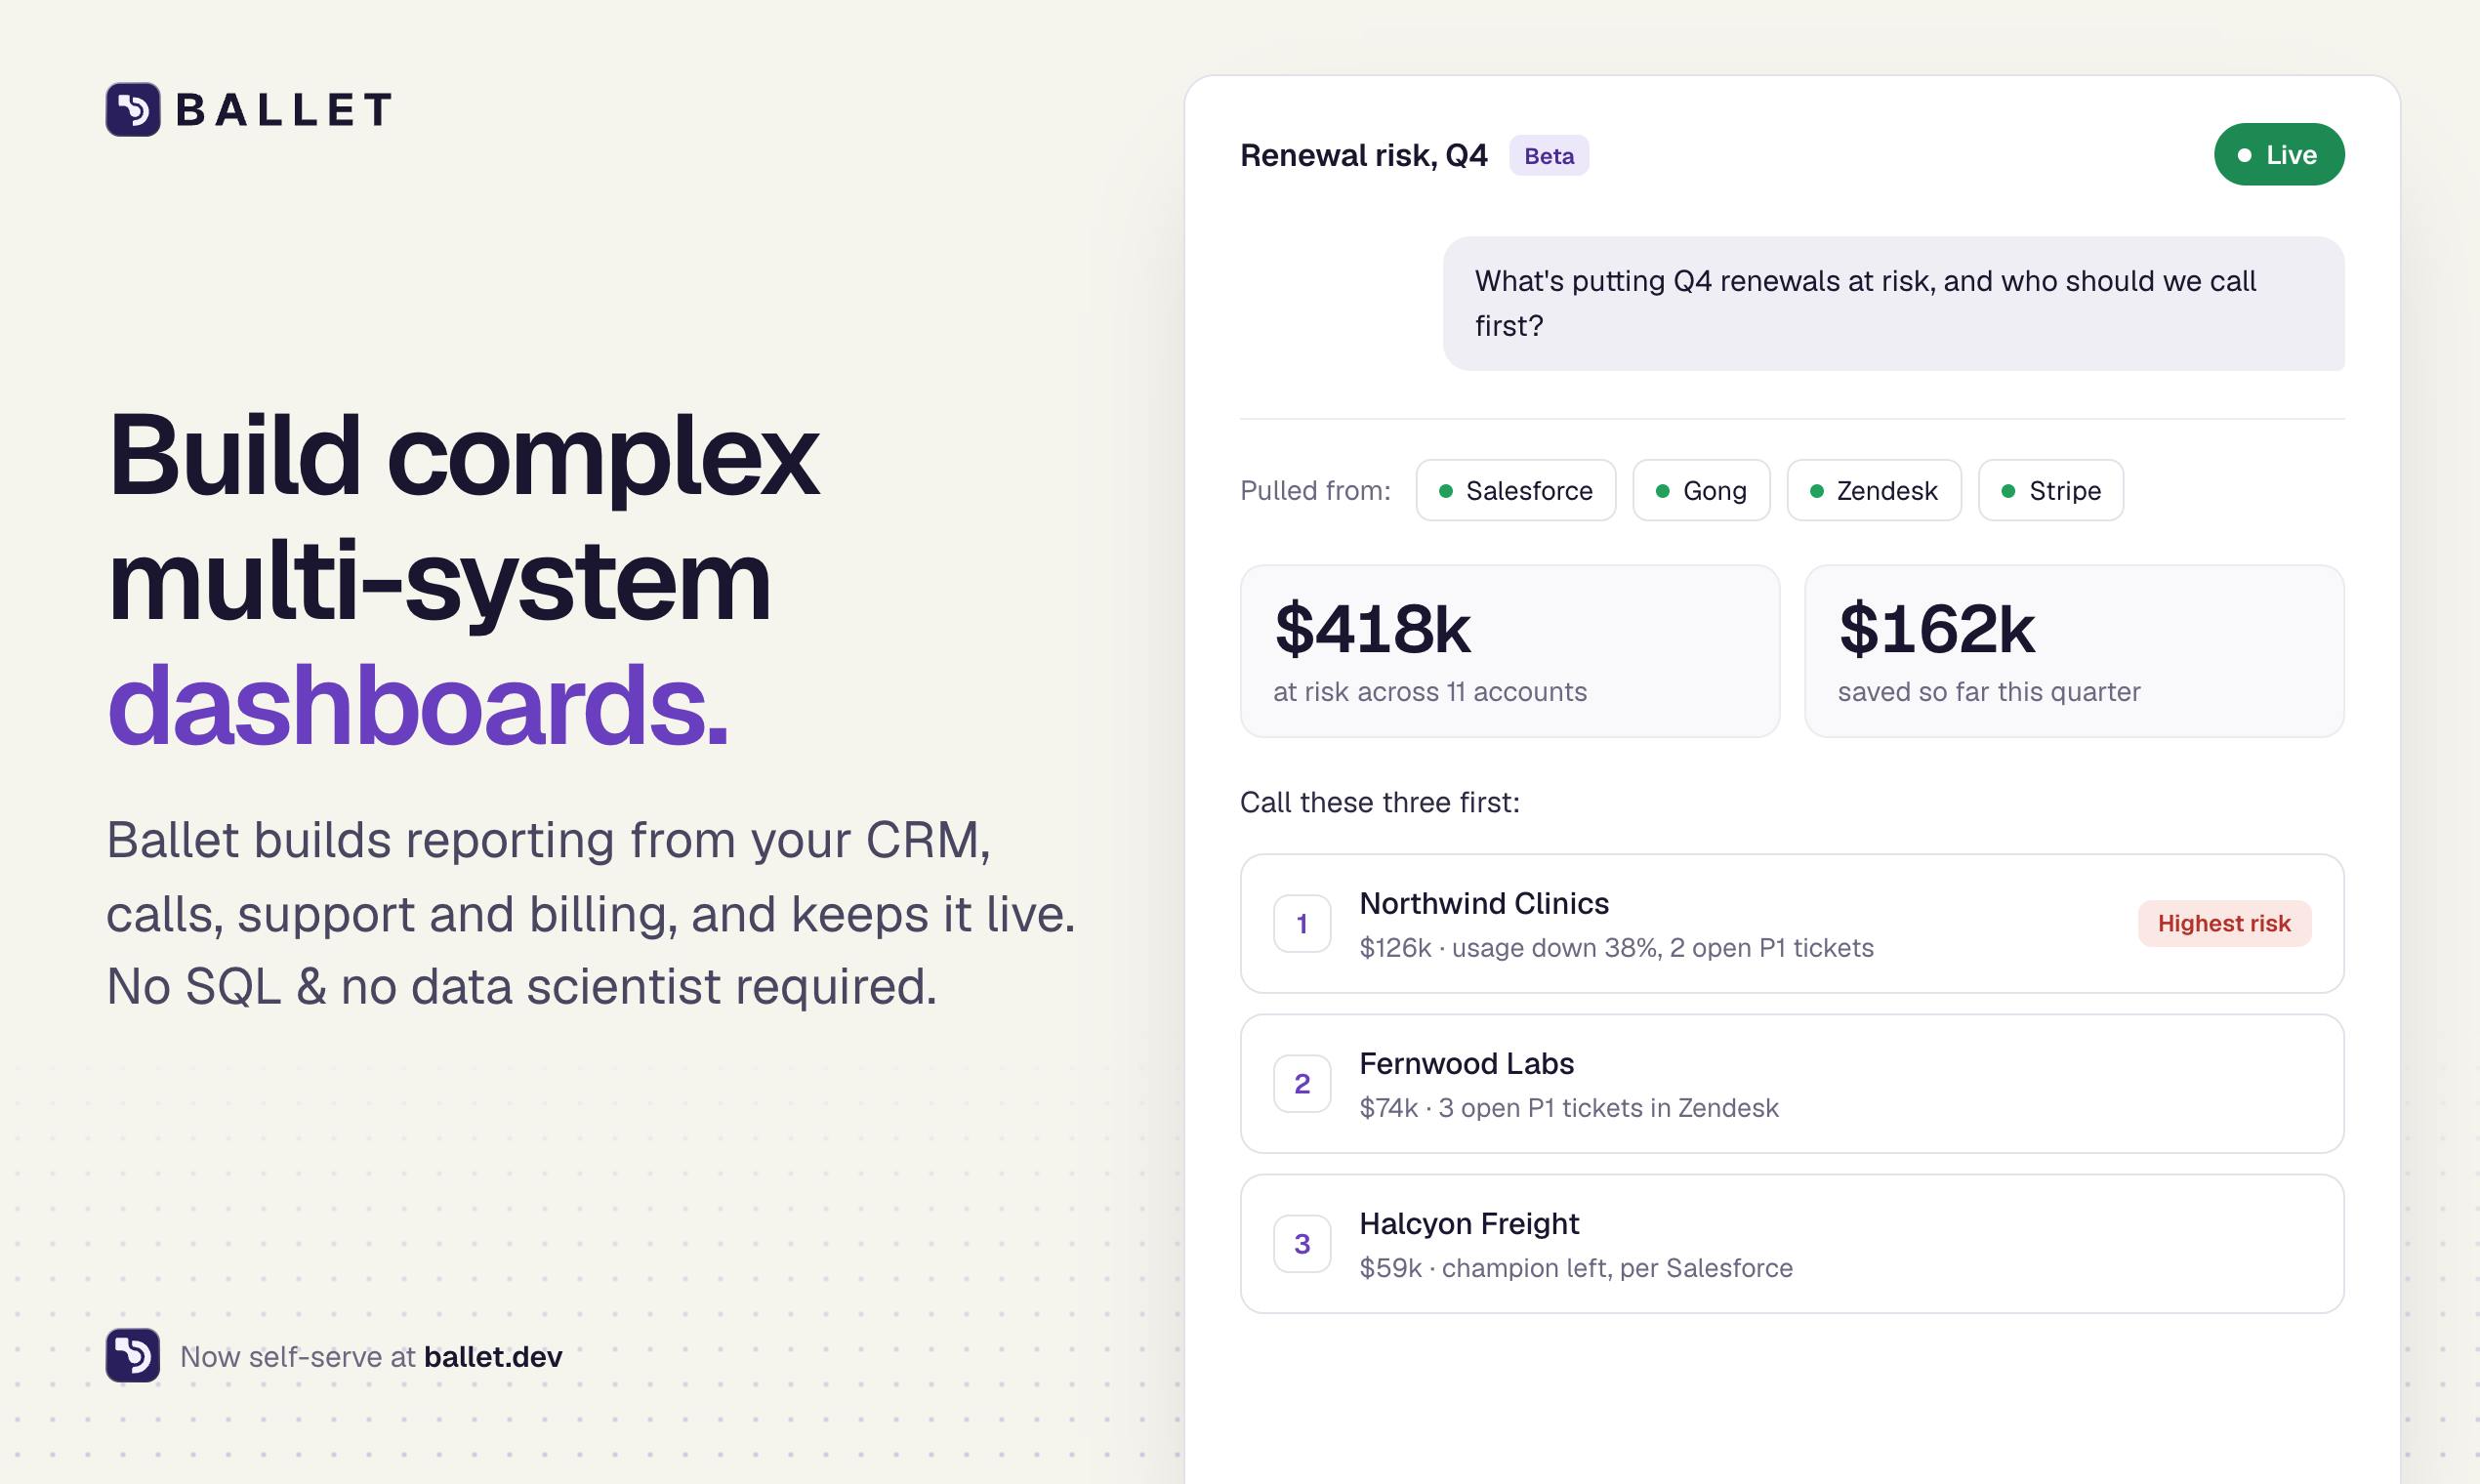 BALLET
Build complex
multi-system
dashboards.
Ballet builds reporting from your CRM,
calls, support and billing, and keeps it live.
No SQL & no data scientist required.
Now self-serve at ballet.dev
Renewal risk, Q4 Beta
Live
What's putting Q4 renewals at risk, and who should we call
first?
Pulled from: Salesforce Gong Zendesk Stripe
$418k
at risk across 11 accounts
$162k
saved so far this quarter
Call these three first:
1
Northwind Clinics
$126k · usage down 38%, 2 open P1 tickets
Highest risk
2
Fernwood Labs
$74k · 3 open P1 tickets in Zendesk
3
Halcyon Freight
$59k · champion left, per Salesforce